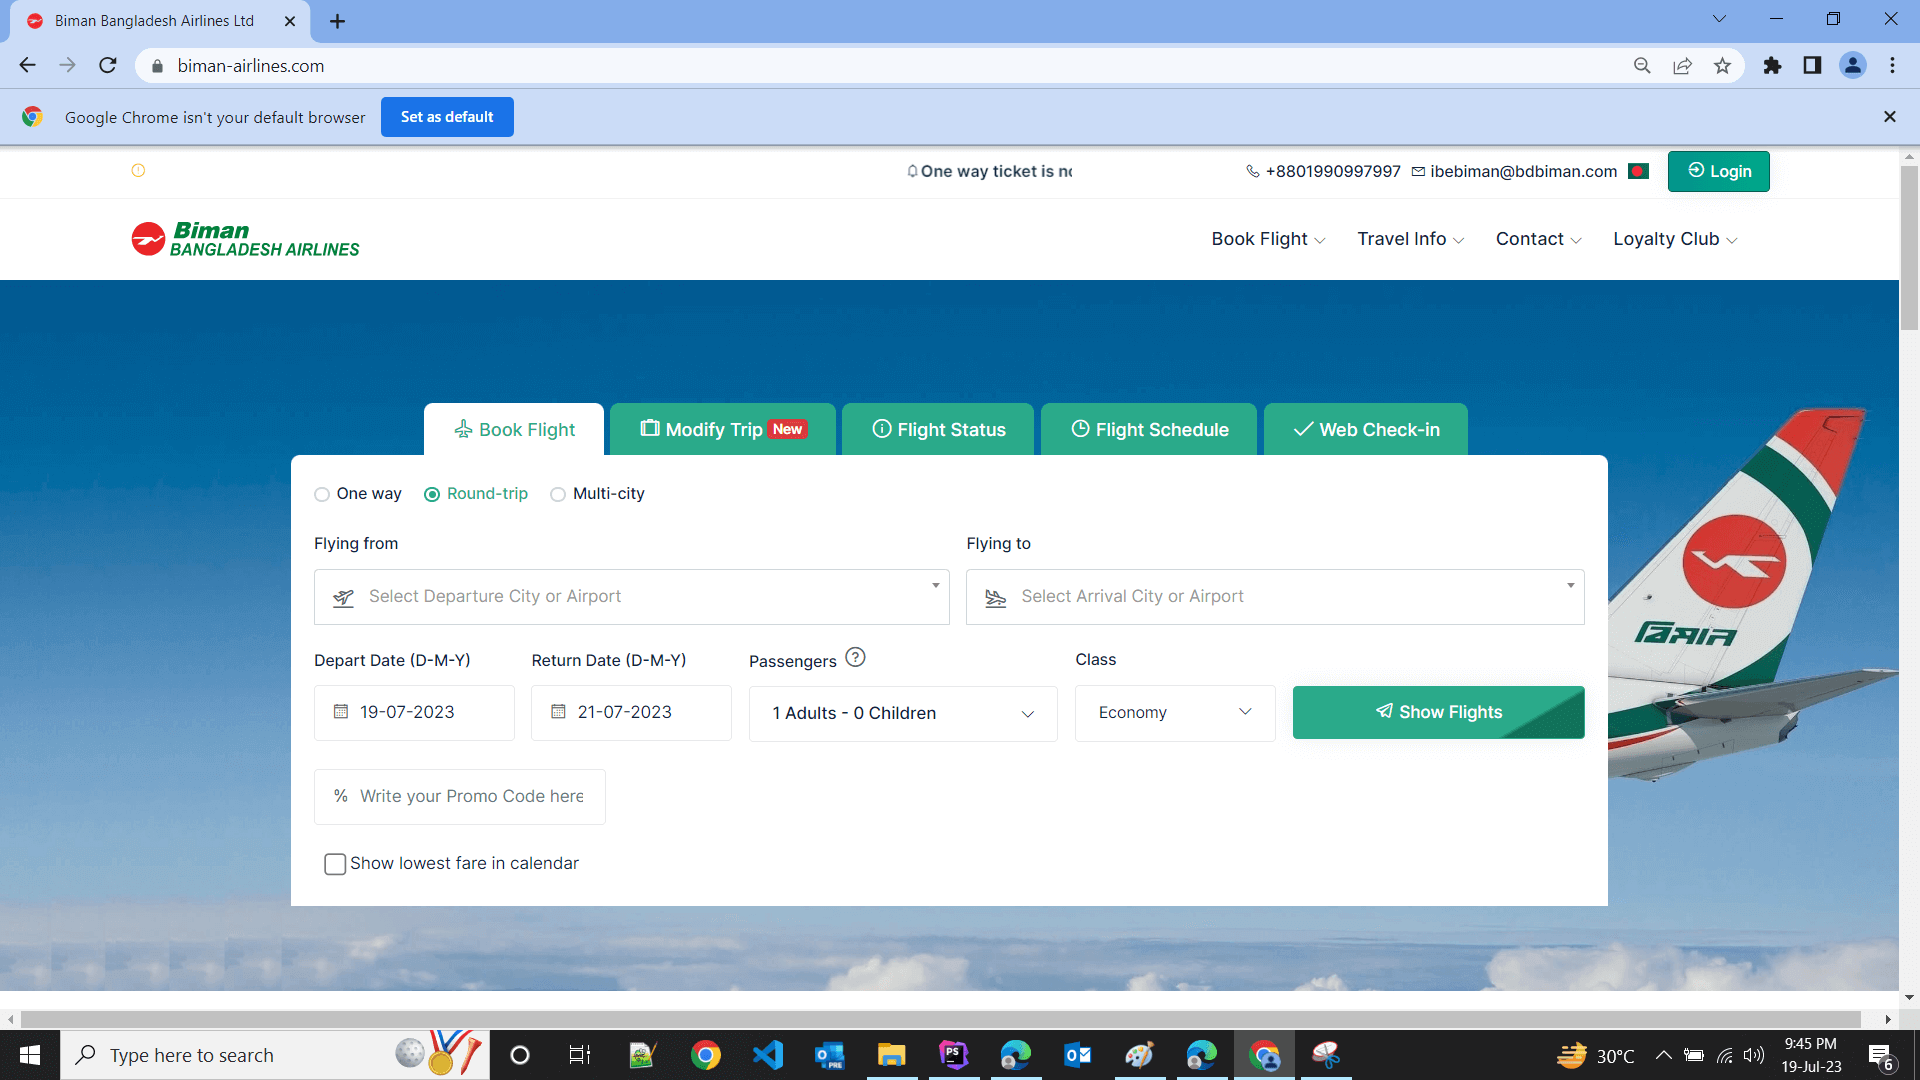 Biman Bangladesh Airlines Ltd
biman-airlines.com
Google Chrome isn't your default browser
Set as default
One way ticket is
+8801990997997
ibebiman@bdbiman.com
Login
Biman
BANGLADESH AIRLINES
Book Flight
Travel Info
Contact
Loyalty Club
Book Flight
Modify Trip New
Flight Status
Flight Schedule
Web Check-in
One way
Round-trip
Multi-city
Flying from
Flying to
Select Departure City or Airport
Select Arrival City or Airport
Depart Date (D-M-Y)
Return Date (D-M-Y)
Passengers
Class
19-07-2023
21-07-2023
1 Adults - 0 Children
Economy
Show Flights
% Write your Promo Code here
Show lowest fare in calendar
বিমান
Type here to search
PRE
PS
30°C
9:45 PM
19-Jul-23
6